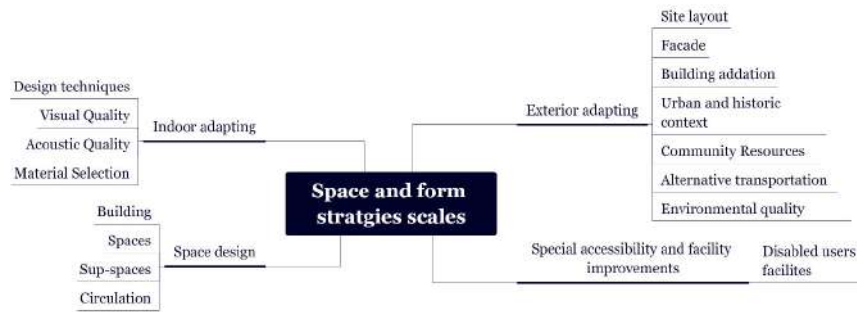 Space and form
stratgies scales
Indoor adapting
Design techniques
Visual Quality
Acoustic Quality
Material Selection
Space design
Building
Spaces
Sup-spaces
Circulation
Exterior adapting
Site layout
Facade
Building addation
Urban and historic
context
Community Resources
Alternative transportation
Environmental quality
Special accessibility and facility
improvements
Disabled users
facilites